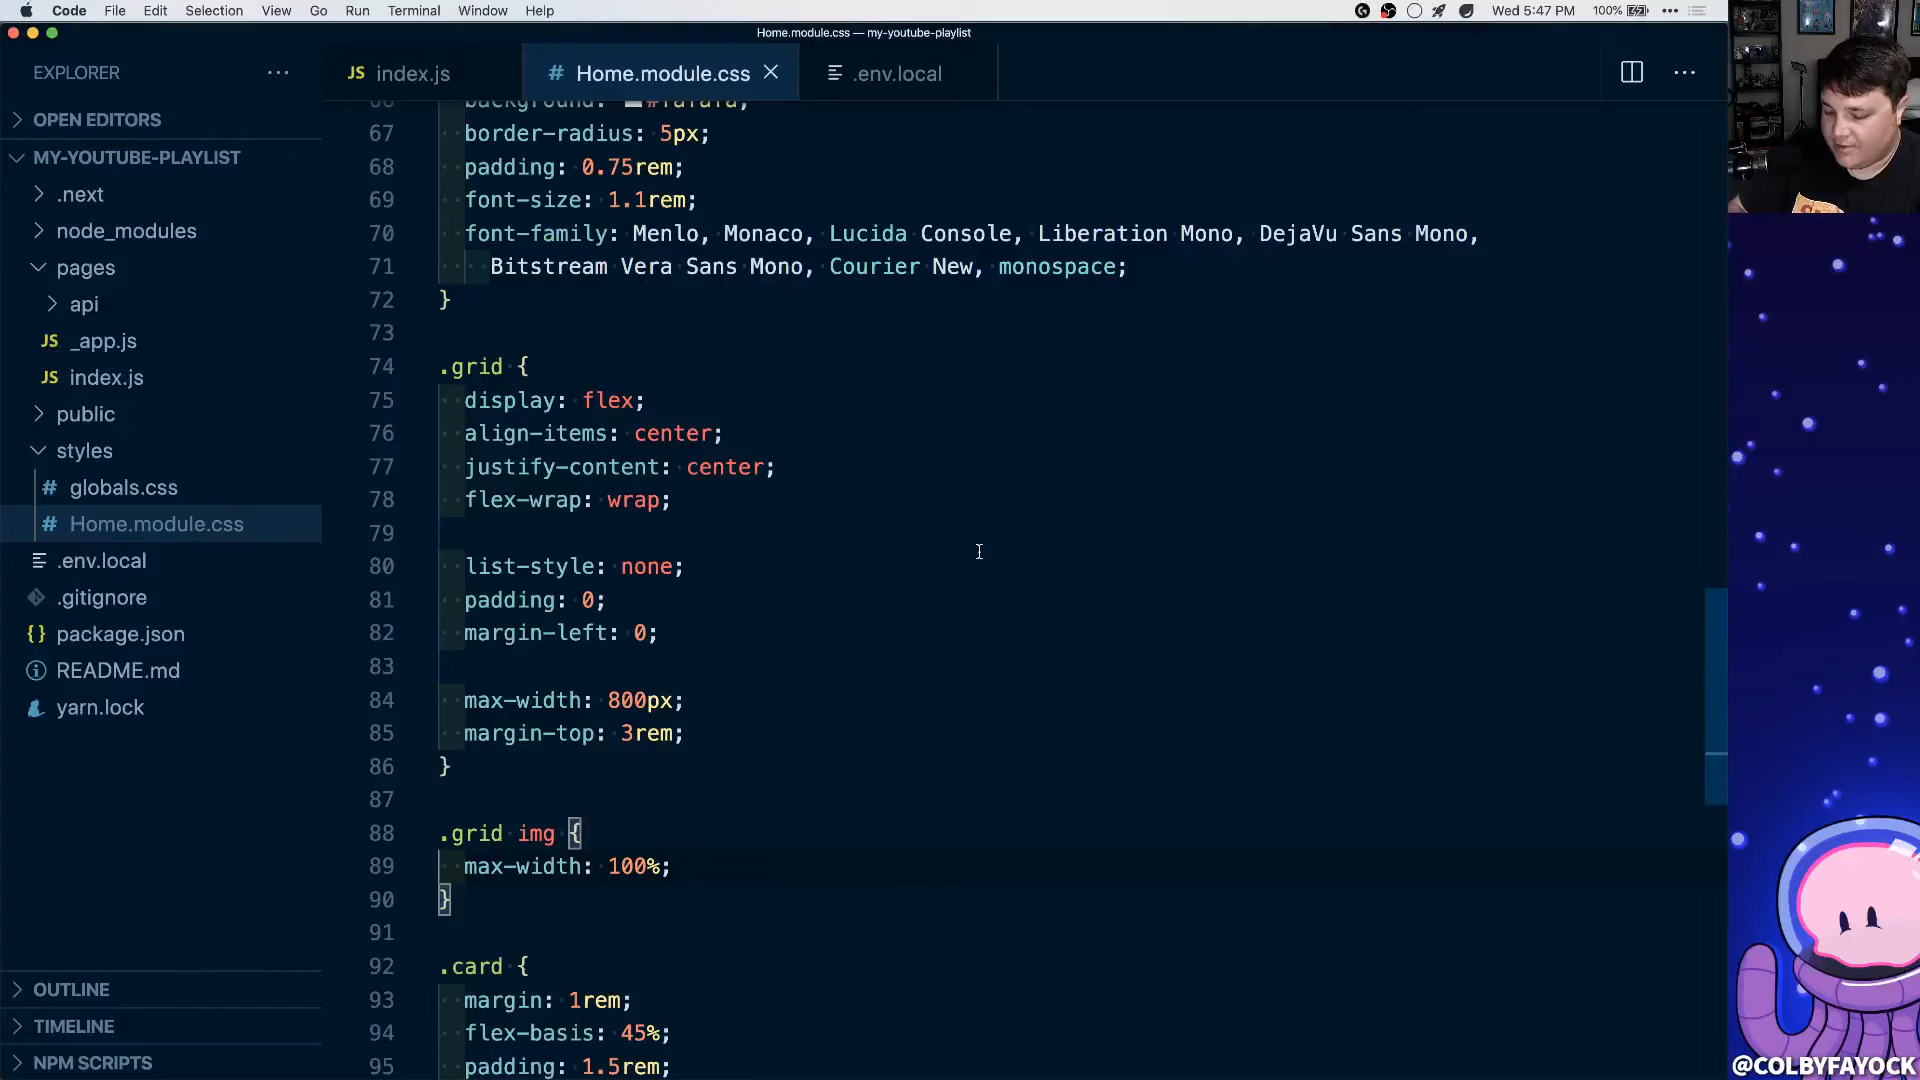 Code File Edit Selection View Go Run Terminal Window Help Wed 5:47 PM 100%
Home.module.css — my-youtube-playlist
EXPLORER
JS index.js
# Home.module.css
.env.local
OPEN EDITORS
MY-YOUTUBE-PLAYLIST
.next
node_modules
pages
api
JS _app.js
JS index.js
public
styles
# globals.css
# Home.module.css
.env.local
.gitignore
{} package.json
README.md
yarn.lock
OUTLINE
TIMELINE
NPM SCRIPTS
66 background: #fafafa;
67 border-radius: 5px;
68 padding: 0.75rem;
69 font-size: 1.1rem;
70 font-family: Menlo, Monaco, Lucida Console, Liberation Mono, DejaVu Sans Mono,
71 Bitstream Vera Sans Mono, Courier New, monospace;
72 }
73
74 .grid {
75 display: flex;
76 align-items: center;
77 justify-content: center;
78 flex-wrap: wrap;
79
80 list-style: none;
81 padding: 0;
82 margin-left: 0;
83
84 max-width: 800px;
85 margin-top: 3rem;
86 }
87
88 .grid img {
89 max-width: 100%;
90 }
91
92 .card {
93 margin: 1rem;
94 flex-basis: 45%;
95 padding: 1.5rem;
@COLBYFAYOCK